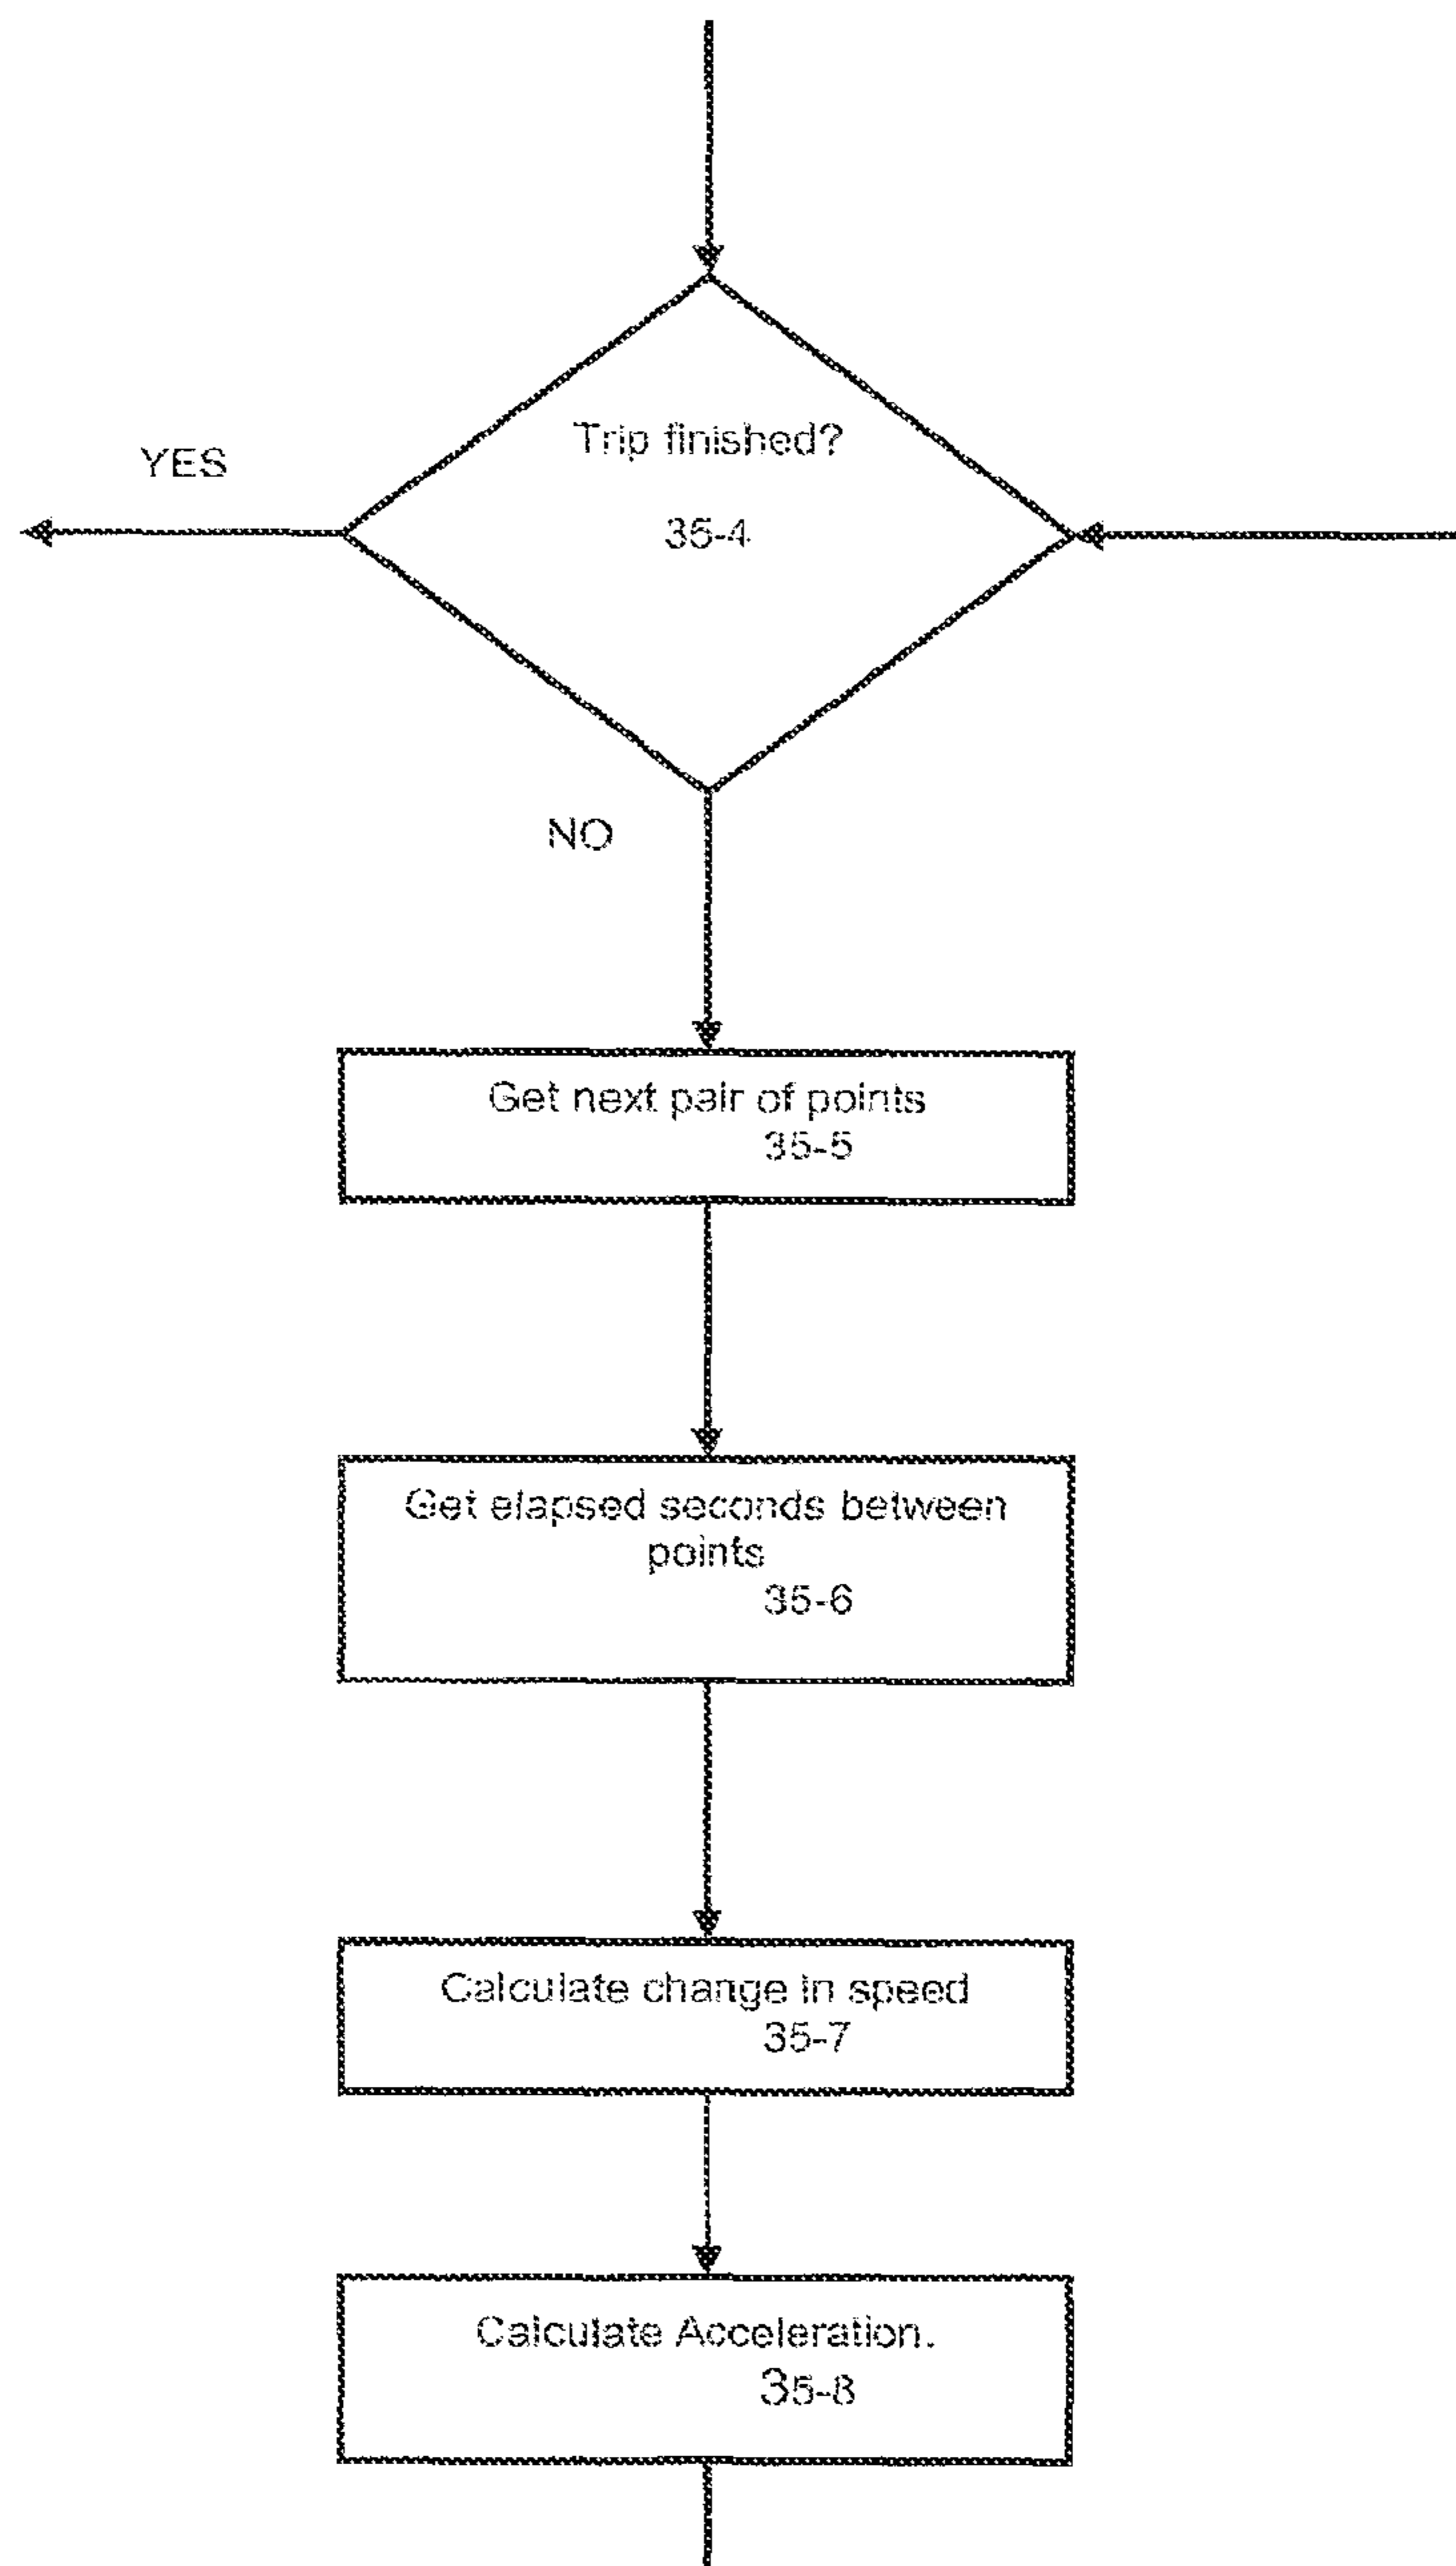 Trip finished?
YES
35-4
NO
Get next pair of points
35-5
Get elapsed seconds between
points
35-6
Calculate change in speed
35-7
Calculate Acceleration.
35-8